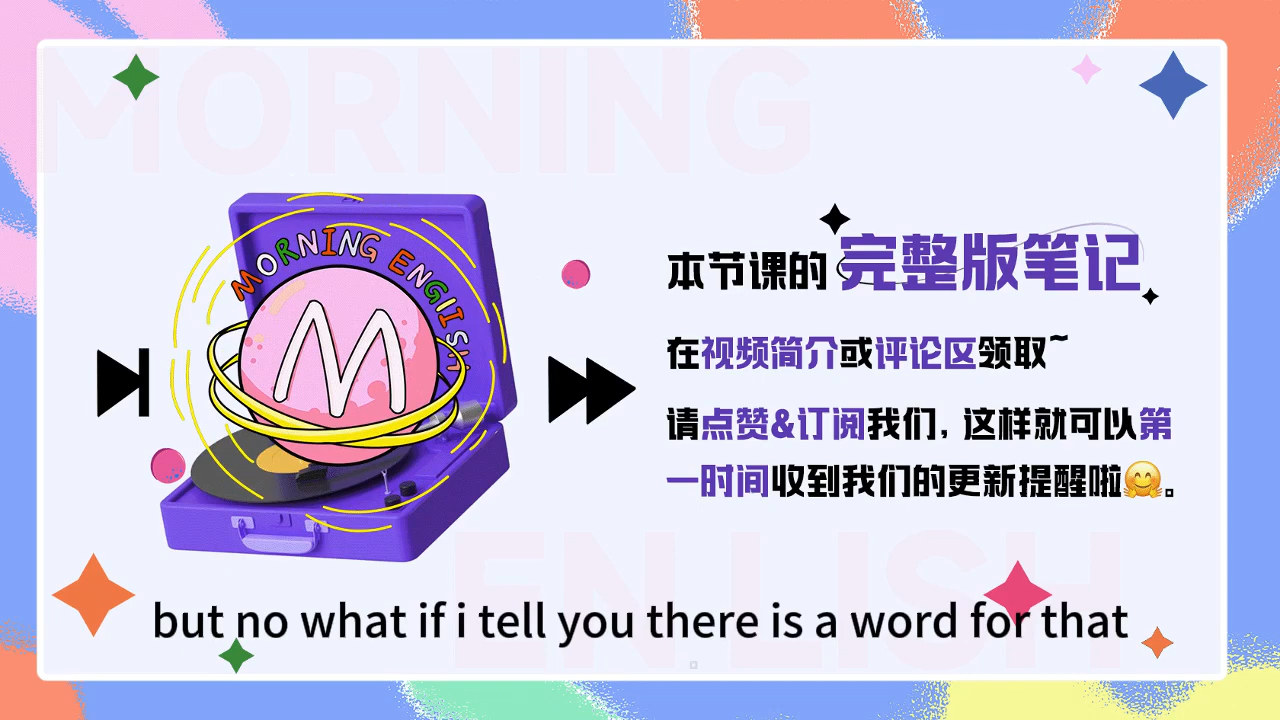 MORNING
MORNING ENGlISH
M
本节课的 完整版笔记
在视频简介或评论区领取~
请点赞&订阅我们，这样就可以第
一时间收到我们的更新提醒啦🤗。
EN LISH
but no what if i tell you there is a word for that